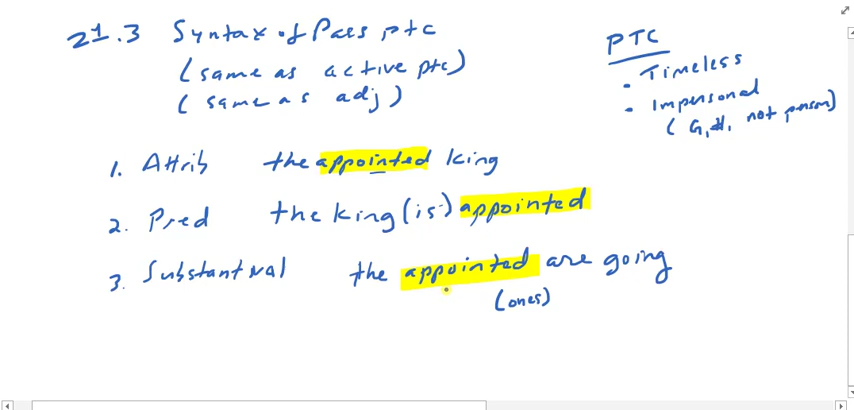 21.3 Syntax of Pass ptc
(same as active ptc)
(same as adj)
PTC
• Timeless
• Impersonal
(G, #, not person)
1. Attrib the appointed king
2. Pred the king (is) appointed
3. Substantival the appointed are going
(ones)